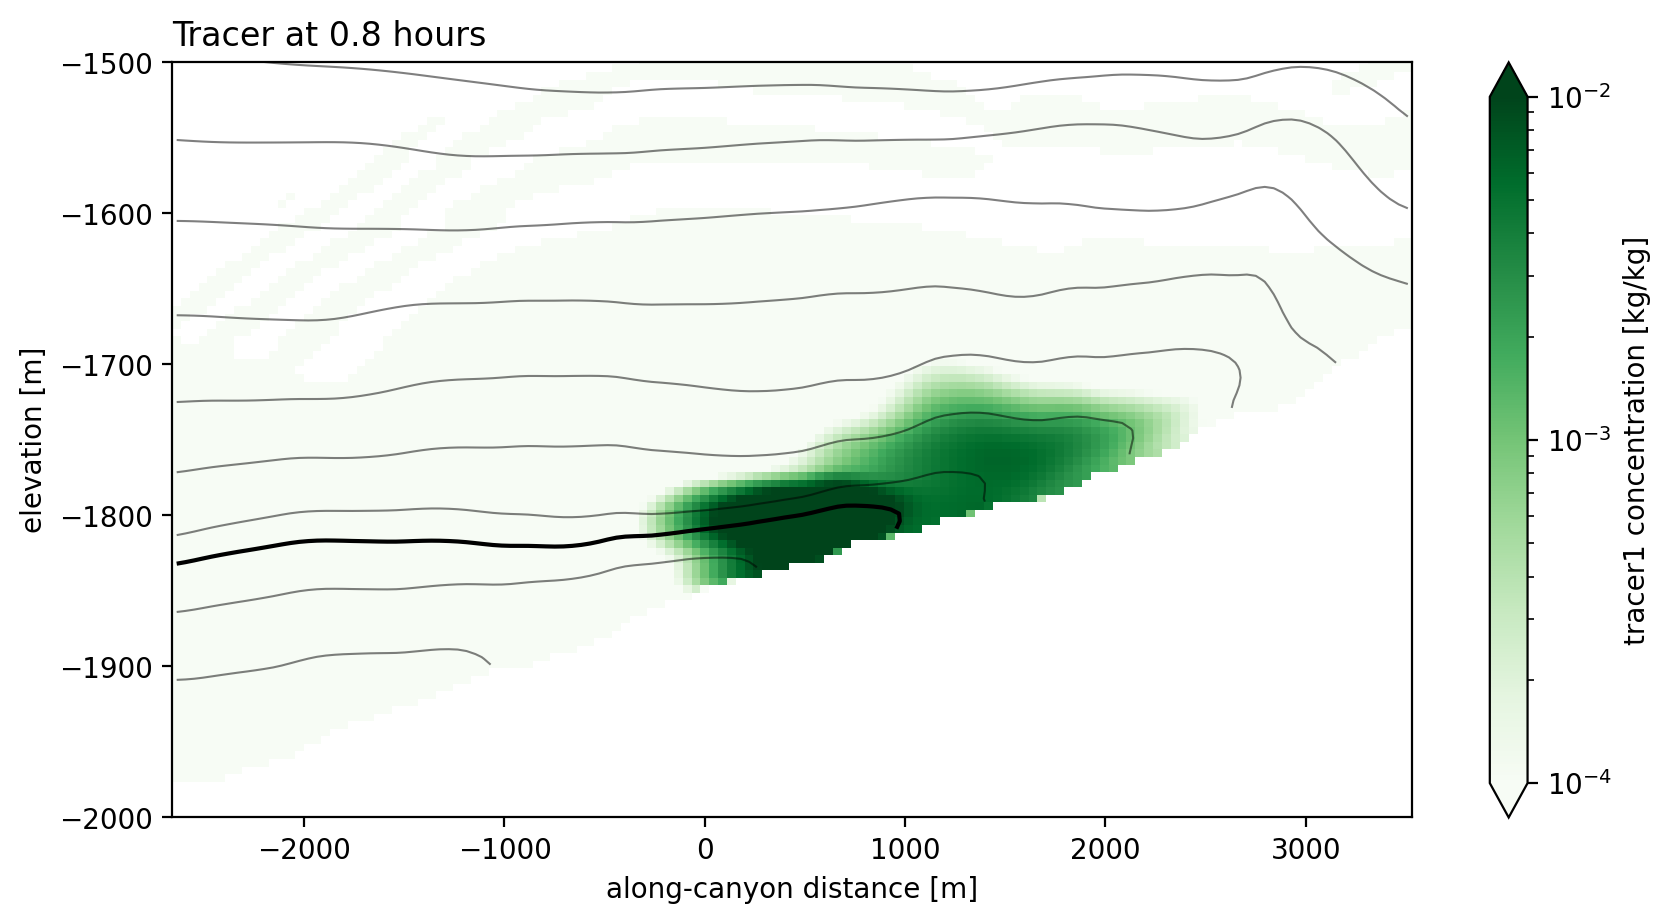 Tracer at 0.8 hours
−1500
−1600
−1700
−1800
−1900
−2000
elevation [m]
−2000 −1000 0 1000 2000 3000
along-canyon distance [m]
10⁻²
10⁻³
10⁻⁴
tracer1 concentration [kg/kg]